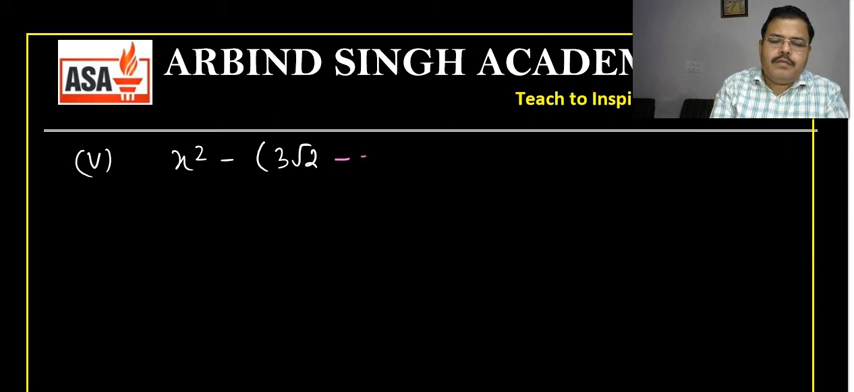 ASA
ARBIND SINGH ACADEM
Teach to Inspi
(V) x² - (3√2 -